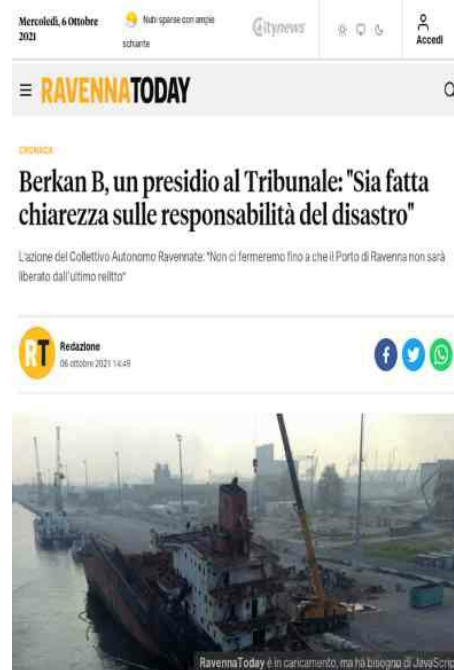 Mercoledì, 6 Ottobre
2021
Nubi sparse con ampie
schiarite
Citynews
Accedi
RAVENNATODAY
CRONACA
Berkan B, un presidio al Tribunale: "Sia fatta
chiarezza sulle responsabilità del disastro"
L'azione del Collettivo Autonomo Ravennate: "Non ci fermeremo fino a che il Porto di Ravenna non sarà
liberato dall'ultimo relitto"
RT
Redazione
06 ottobre 2021 14:49
RavennaToday è in caricamento, ma ha bisogno di JavaScrip